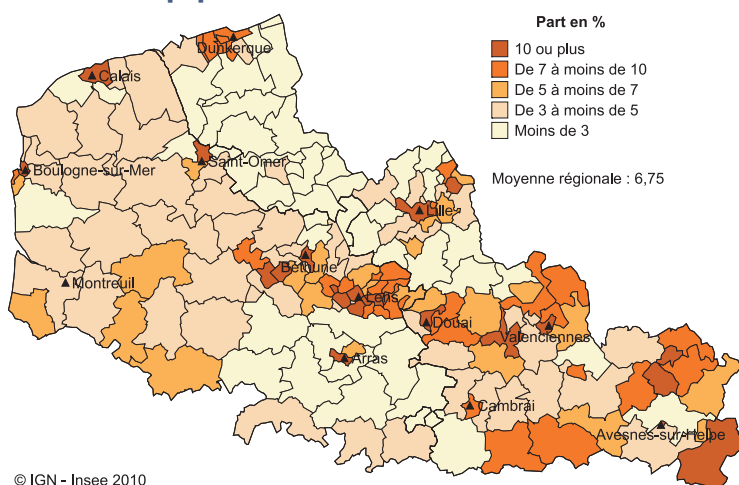 Part en %
10 ou plus
De 7 à moins de 10
De 5 à moins de 7
De 3 à moins de 5
Moins de 3
Moyenne régionale : 6,75
Dunkerque
Calais
Saint-Omer
Boulogne-sur-Mer
Lille
Béthune
Montreuil
Lens
Douai
Valenciennes
Arras
Cambrai
Avesnes-sur-Helpe
© IGN - Insee 2010